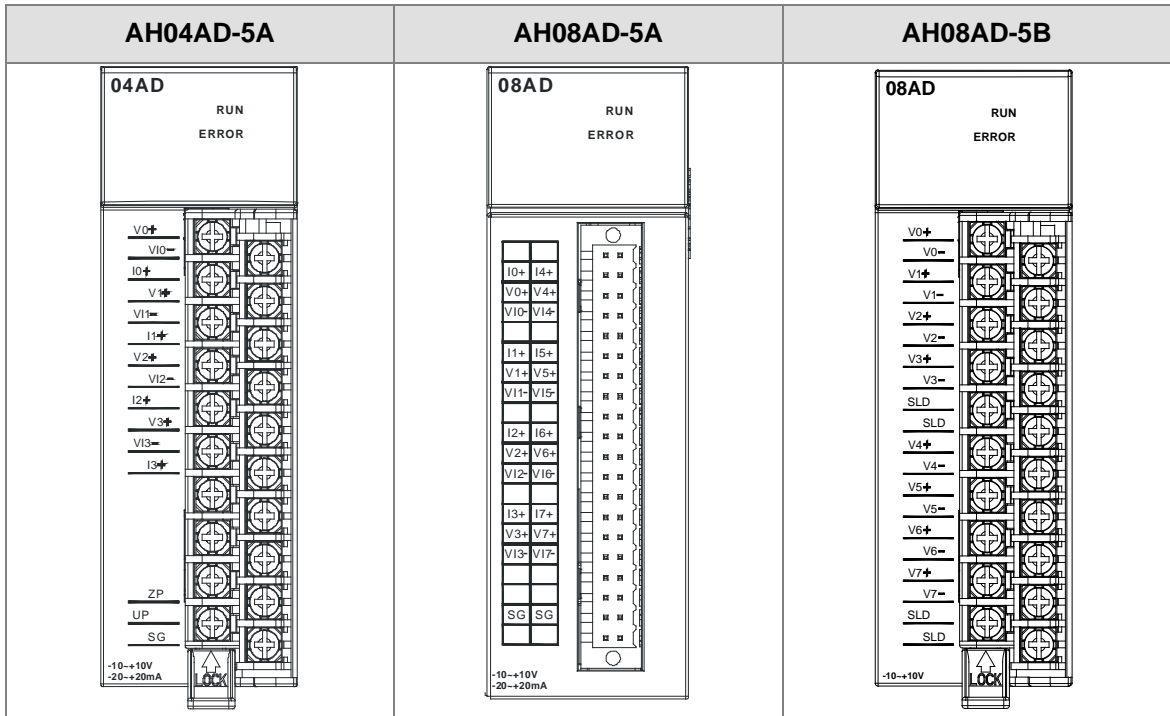 AH04AD-5A
AH08AD-5A
AH08AD-5B
04AD
RUN
ERROR
V0+
VI0-
I0+
V1+
VI1-
I1+
V2+
VI2-
I2+
V3+
VI3-
I3+
ZP
UP
SG
-10~+10V
-20~+20mA
LOCK
08AD
RUN
ERROR
I0+ I4+
V0+ V4+
VI0- VI4-
I1+ I5+
V1+ V5+
VI1- VI5-
I2+ I6+
V2+ V6+
VI2- VI6-
I3+ I7+
V3+ V7+
VI3- VI7-
SG SG
-10~+10V
-20~+20mA
08AD
RUN
ERROR
V0+
V0-
V1+
V1-
V2+
V2-
V3+
V3-
SLD
SLD
V4+
V4-
V5+
V5-
V6+
V6-
V7+
V7-
SLD
SLD
-10~+10V
LOCK